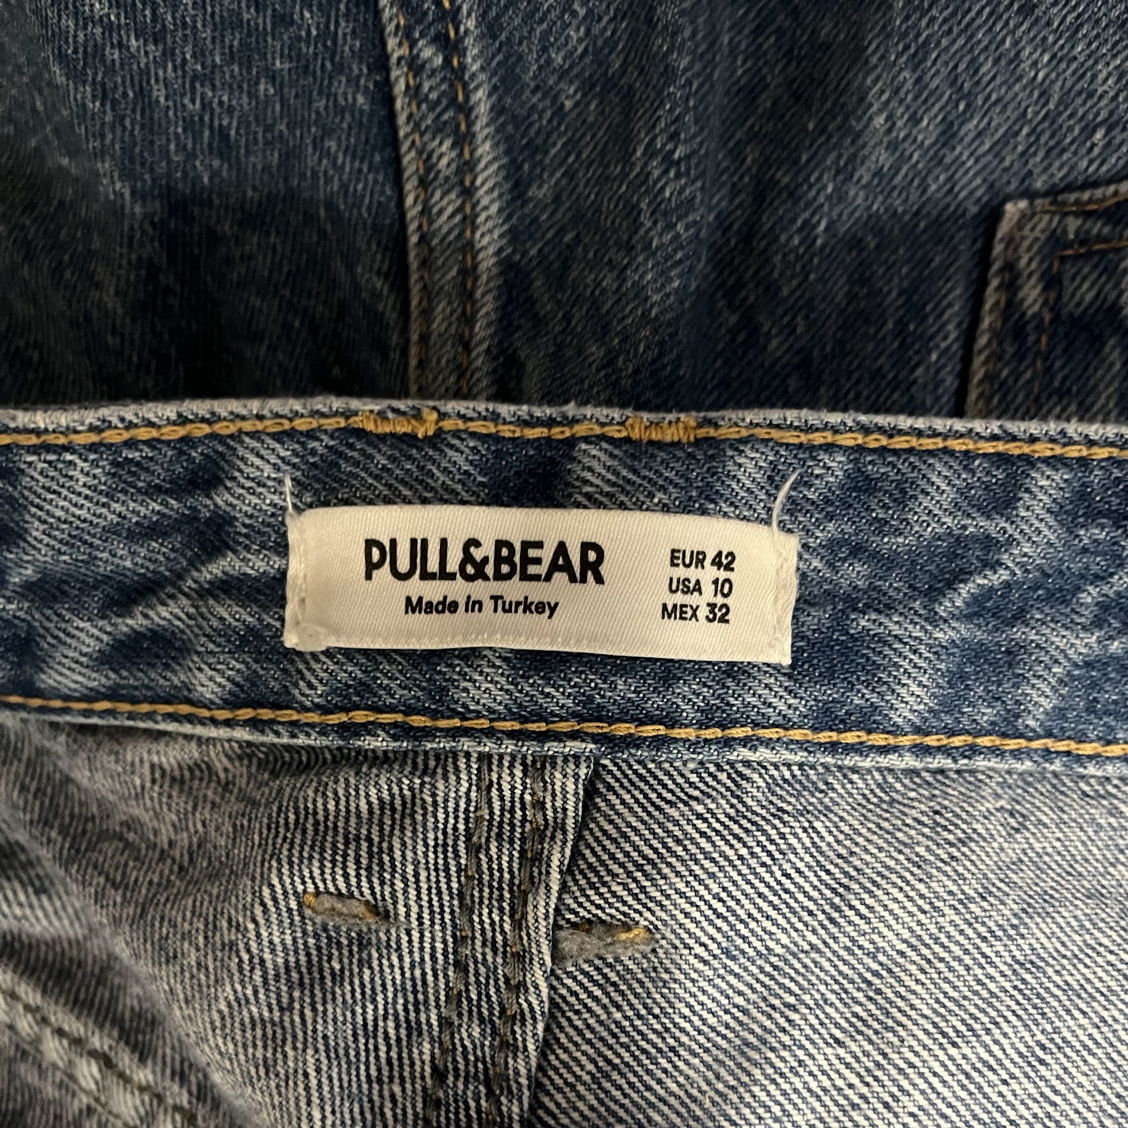 PULL&BEAR
Made in Turkey
EUR 42
USA 10
MEX 32